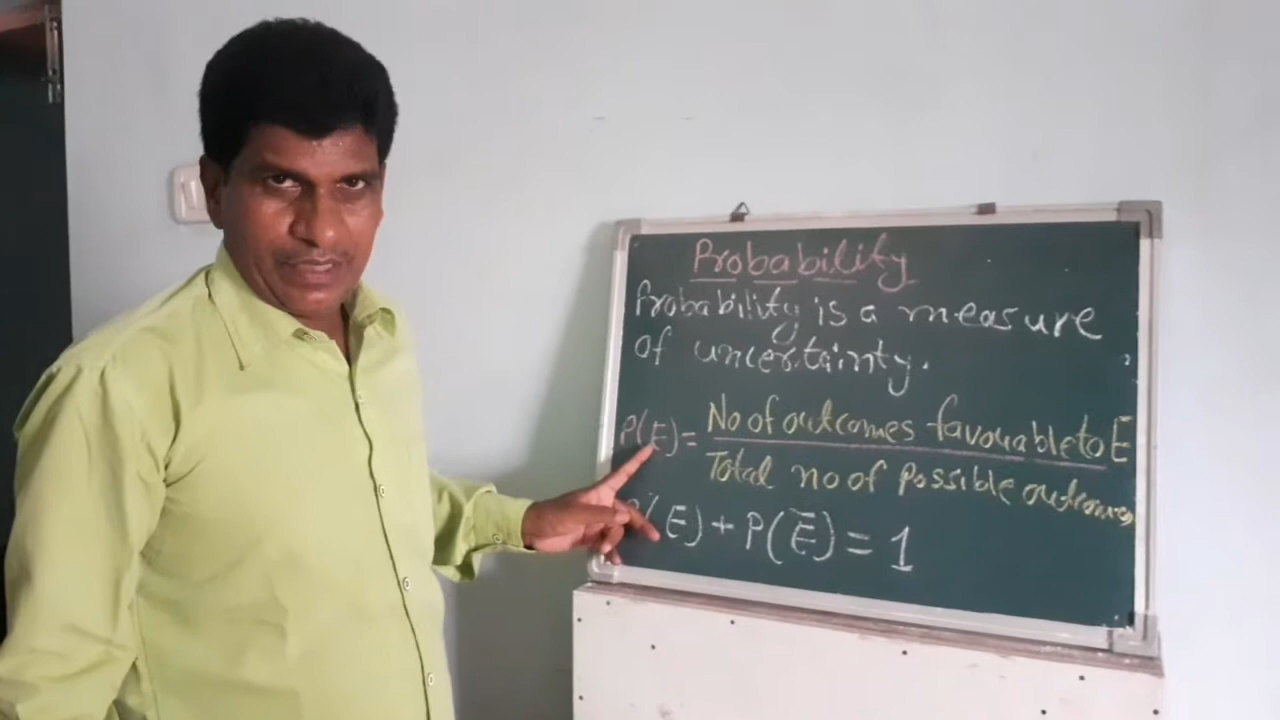 Probability
Probability is a measure
of uncertainty.
P(E) = No of outcomes favourable to E
Total no of possible outcomes
P(E) + P(Ē) = 1